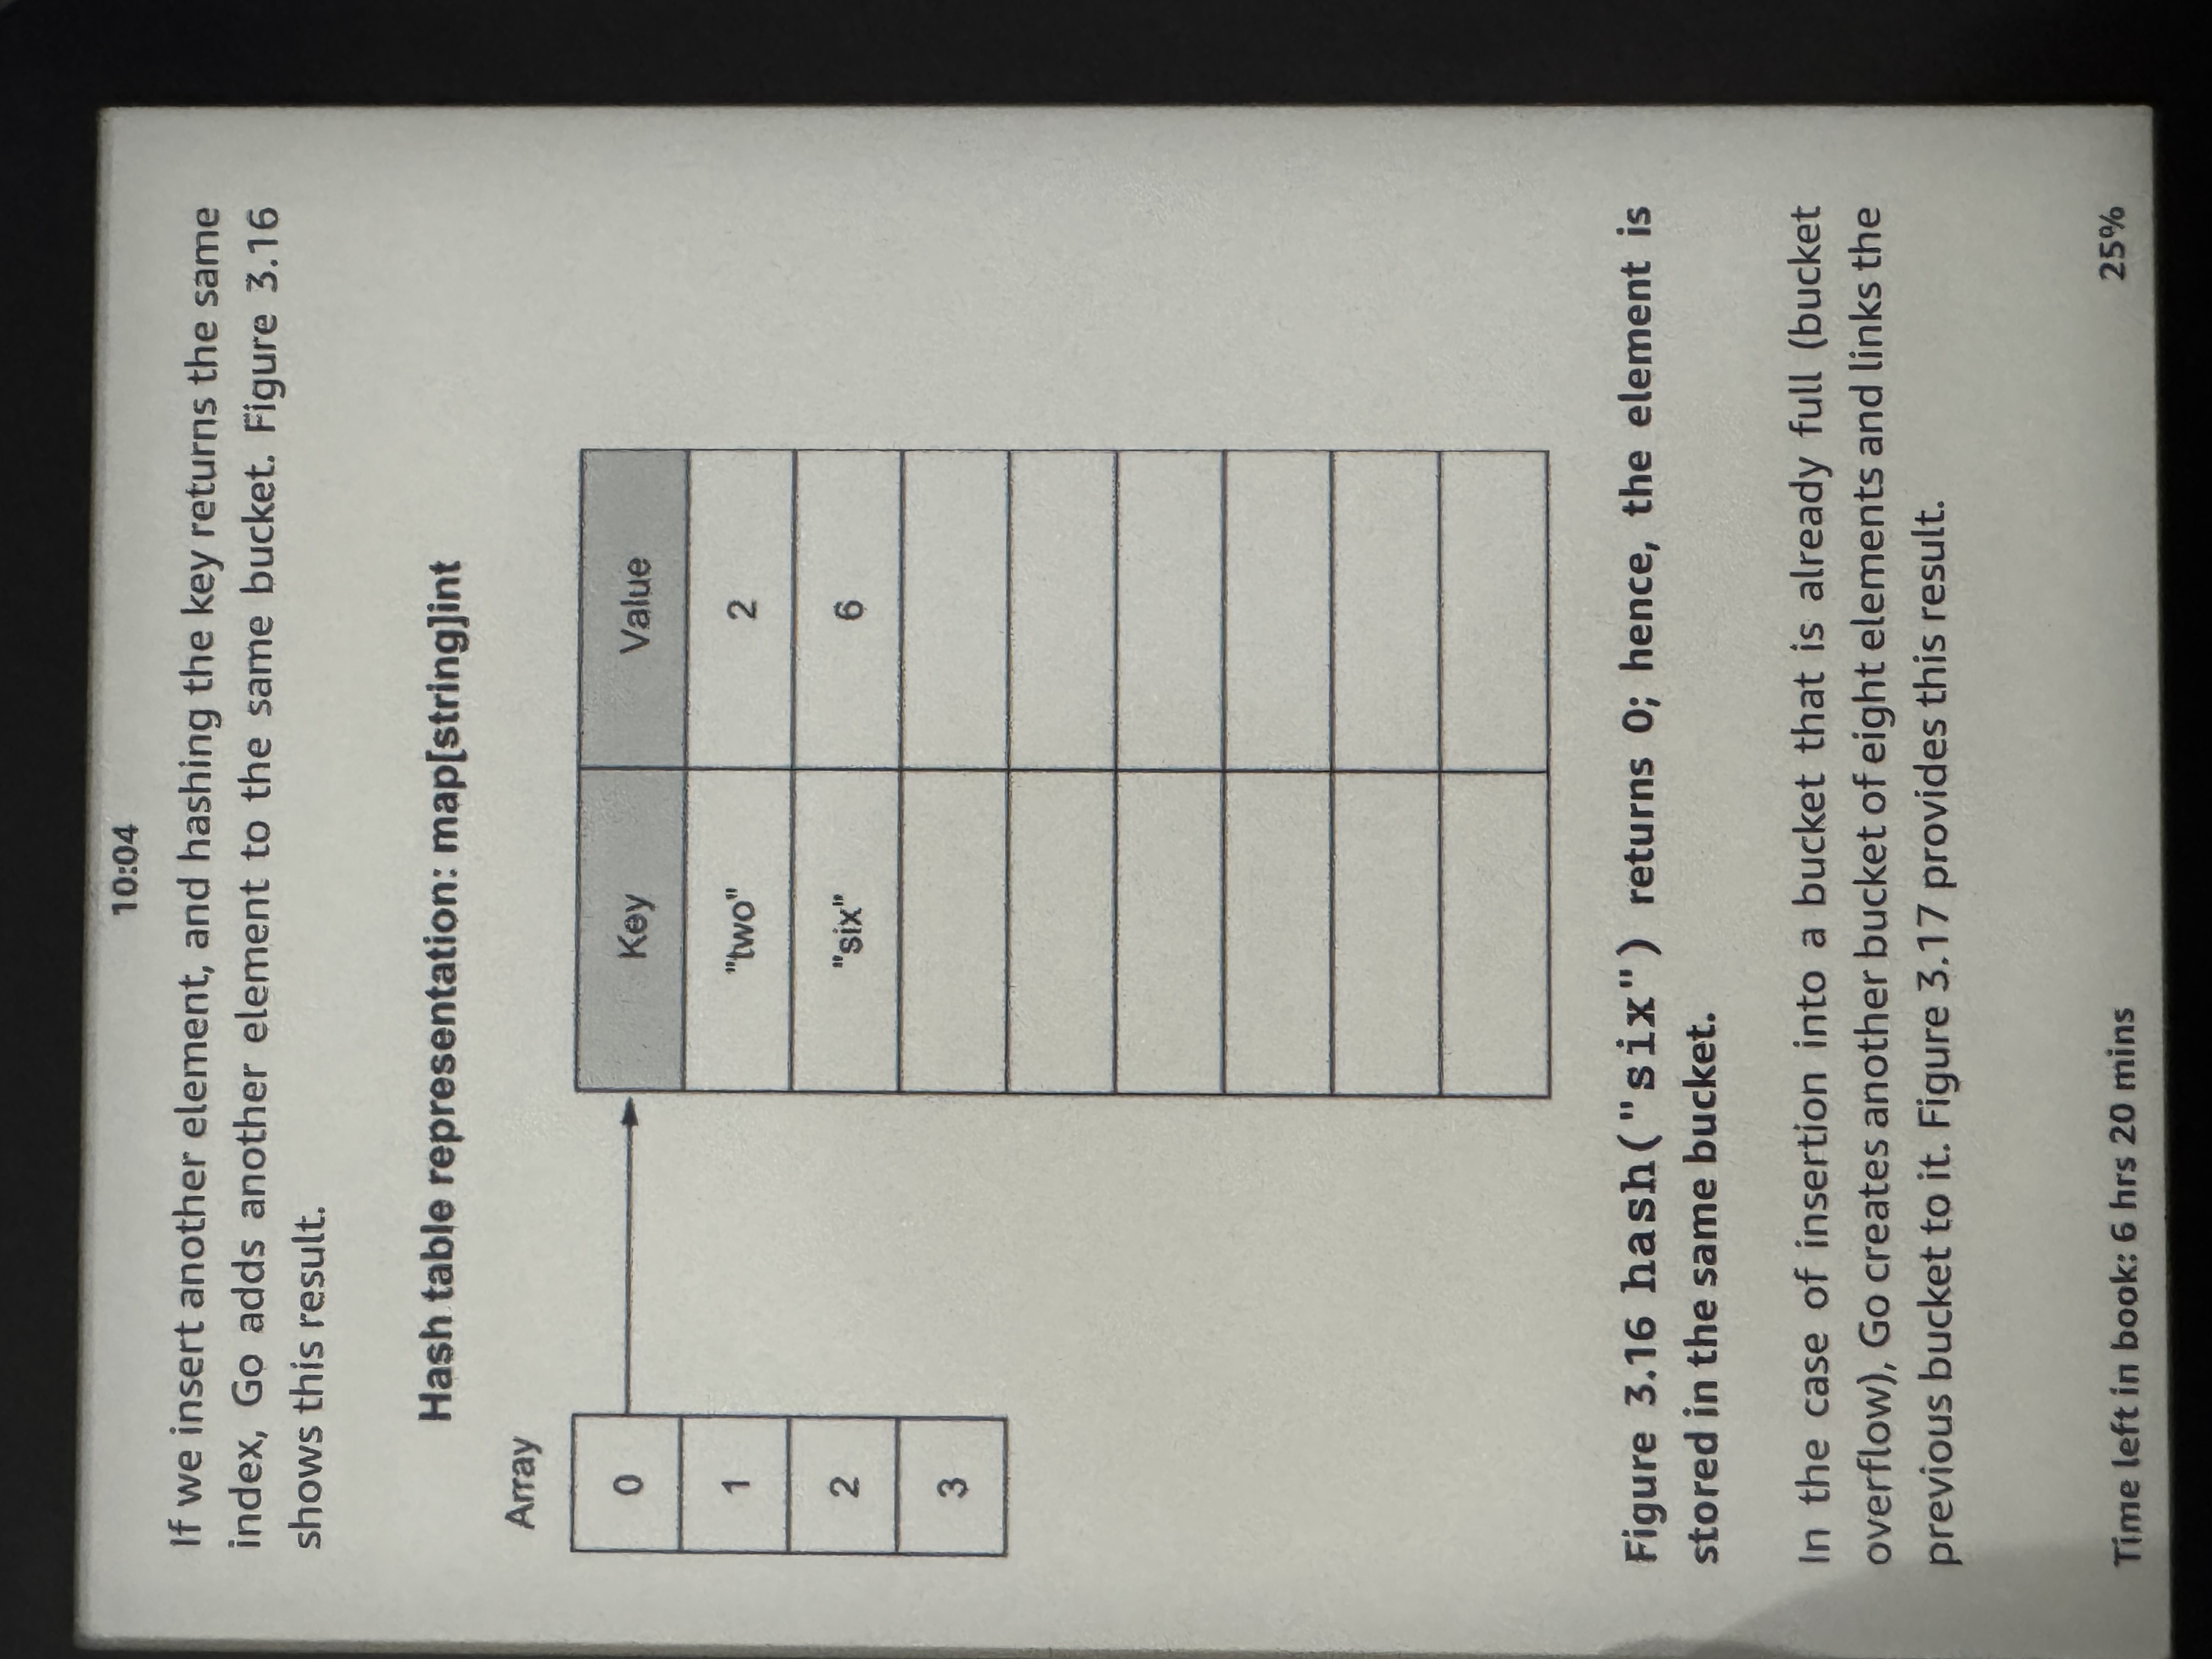 10:04
If we insert another element, and hashing the key returns the same
index, Go adds another element to the same bucket. Figure 3.16
shows this result.
Hash table representation: map[string]int
Array
0
1
2
3
Key Value
"two" 2
"six" 6
Figure 3.16 hash("six") returns 0; hence, the element is
stored in the same bucket.
In the case of insertion into a bucket that is already full (bucket
overflow), Go creates another bucket of eight elements and links the
previous bucket to it. Figure 3.17 provides this result.
Time left in book: 6 hrs 20 mins 25%